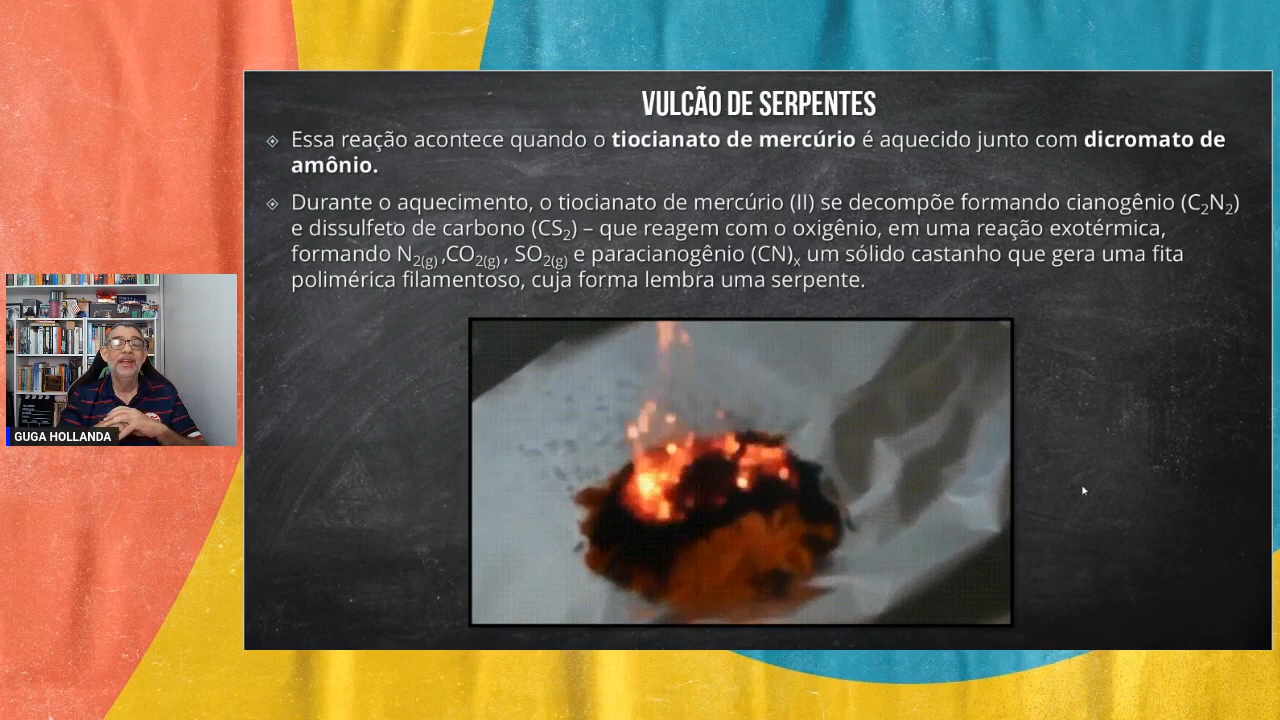 VULCÃO DE SERPENTES
Essa reação acontece quando o tiocianato de mercúrio é aquecido junto com dicromato de
amônio.
Durante o aquecimento, o tiocianato de mercúrio (II) se decompõe formando cianogênio (C₂N₂)
e dissulfeto de carbono (CS₂) – que reagem com o oxigênio, em uma reação exotérmica,
formando N₂(g) ,CO₂(g) , SO₂(g) e paracianogênio (CN)ₓ um sólido castanho que gera uma fita
polimérica filamentoso, cuja forma lembra uma serpente.
GUGA HOLLANDA